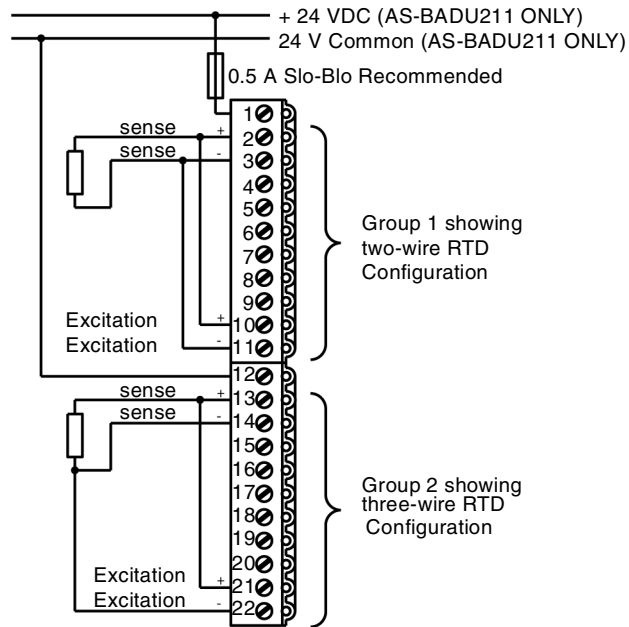 + 24 VDC (AS-BADU211 ONLY)
24 V Common (AS-BADU211 ONLY)
0.5 A Slo-Blo Recommended
1
sense + 2
sense - 3
4
5
6
7
8
9
Group 1 showing
two-wire RTD
Configuration
Excitation + 10
Excitation - 11
12
sense + 13
sense - 14
15
16
17
18
19
20
Group 2 showing
three-wire RTD
Configuration
Excitation + 21
Excitation - 22